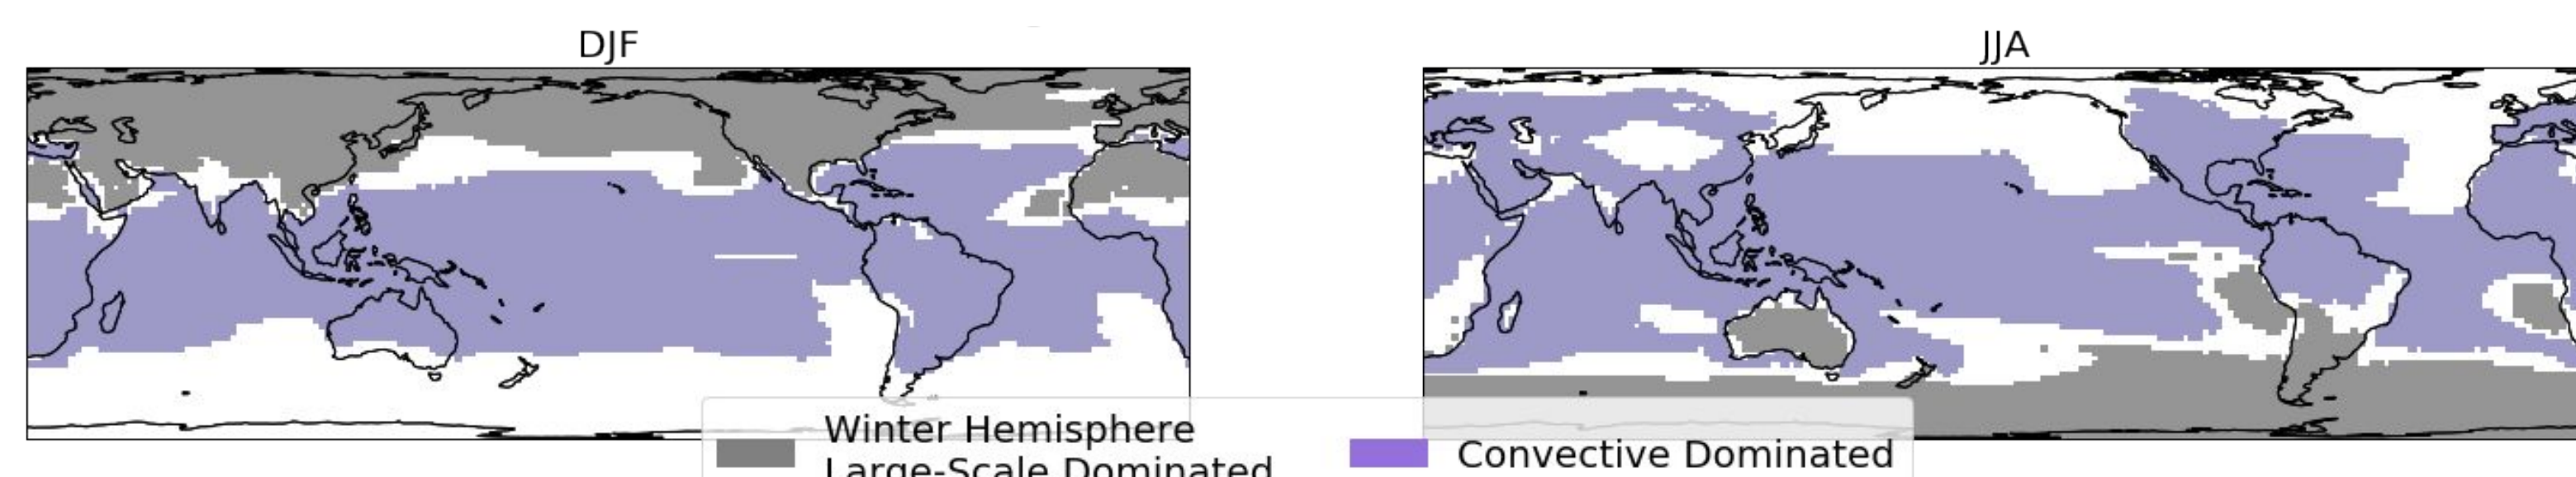 DJF
JJA
Winter Hemisphere
Large-Scale Dominated
Convective Dominated